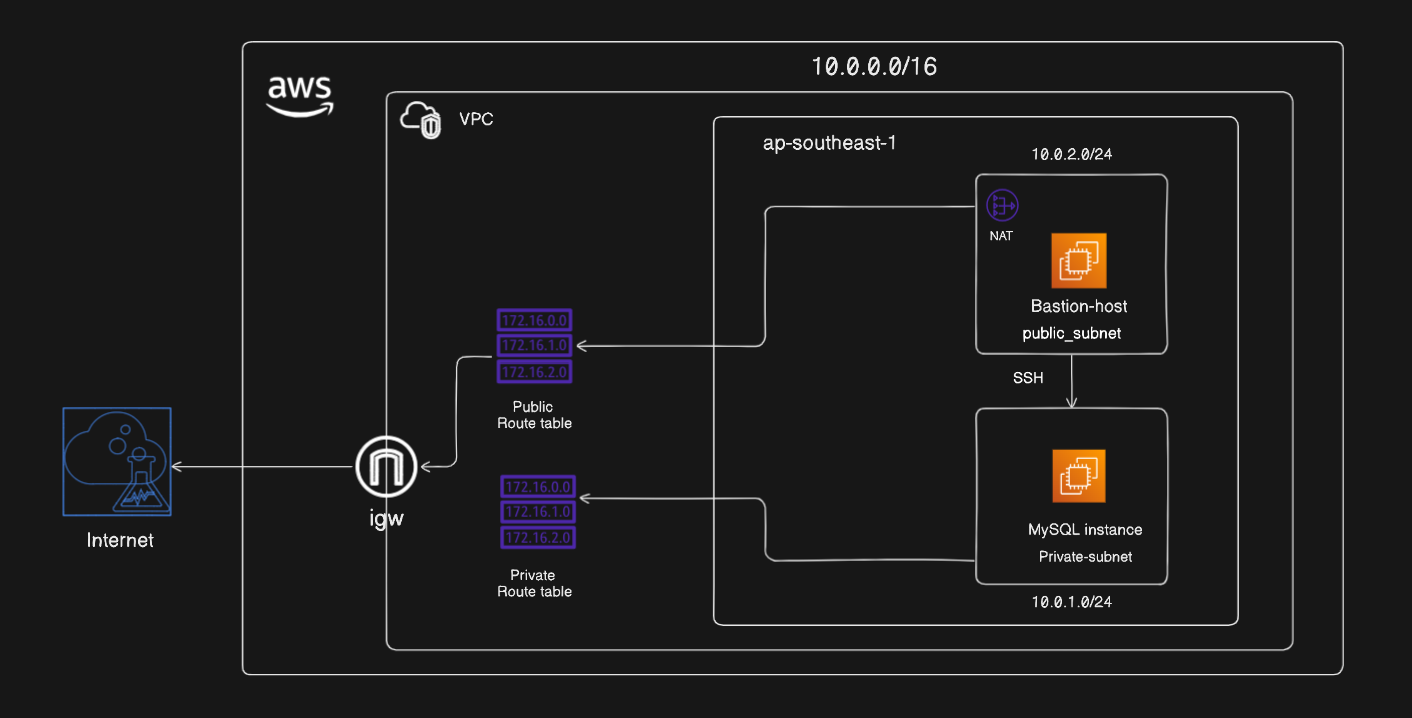 10.0.0.0/16
aws
VPC
ap-southeast-1
10.0.2.0/24
NAT
Bastion-host
public_subnet
172.16.0.0
172.16.1.0
172.16.2.0
Public
Route table
SSH
igw
Internet
172.16.0.0
172.16.1.0
172.16.2.0
Private
Route table
MySQL instance
Private-subnet
10.0.1.0/24